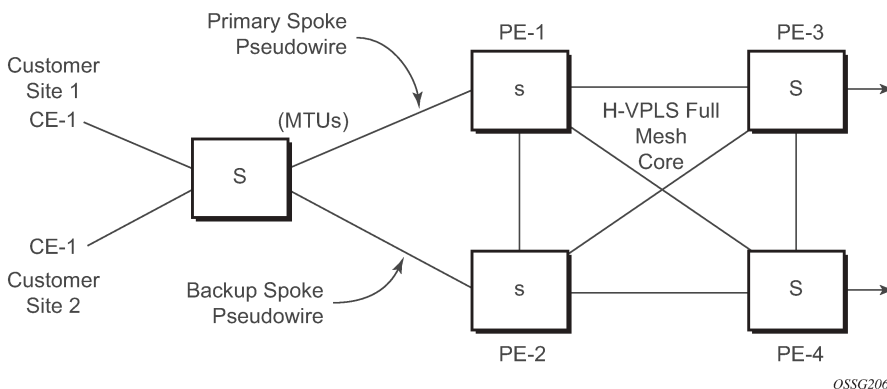 Primary Spoke
Pseudowire
PE-1
PE-3
Customer
Site 1
CE-1
(MTUs)
s
S
H-VPLS Full
Mesh
Core
S
CE-1
Customer
Site 2
Backup Spoke
Pseudowire
s
S
PE-2
PE-4
OSSG206